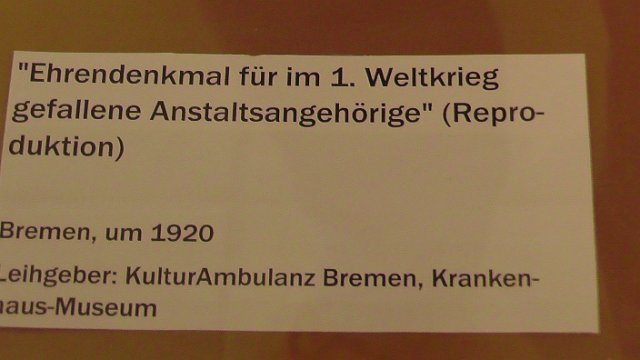 "Ehrendenkmal für im 1. Weltkrieg
gefallene Anstaltsangehörige" (Repro-
duktion)
Bremen, um 1920
Leihgeber: KulturAmbulanz Bremen, Kranken-
haus-Museum